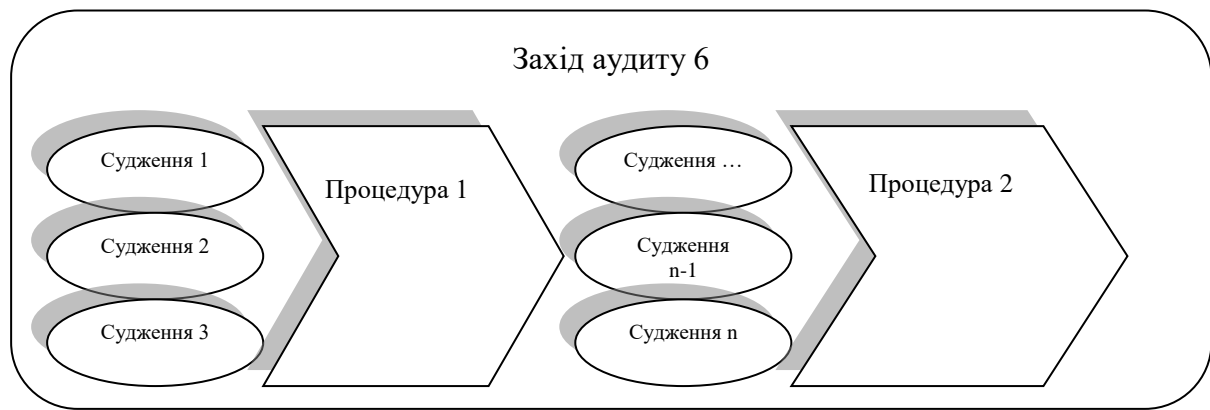 Захід аудиту 6
Судження 1
Судження 2
Судження 3
Процедура 1
Судження …
Судження
n-1
Судження n
Процедура 2